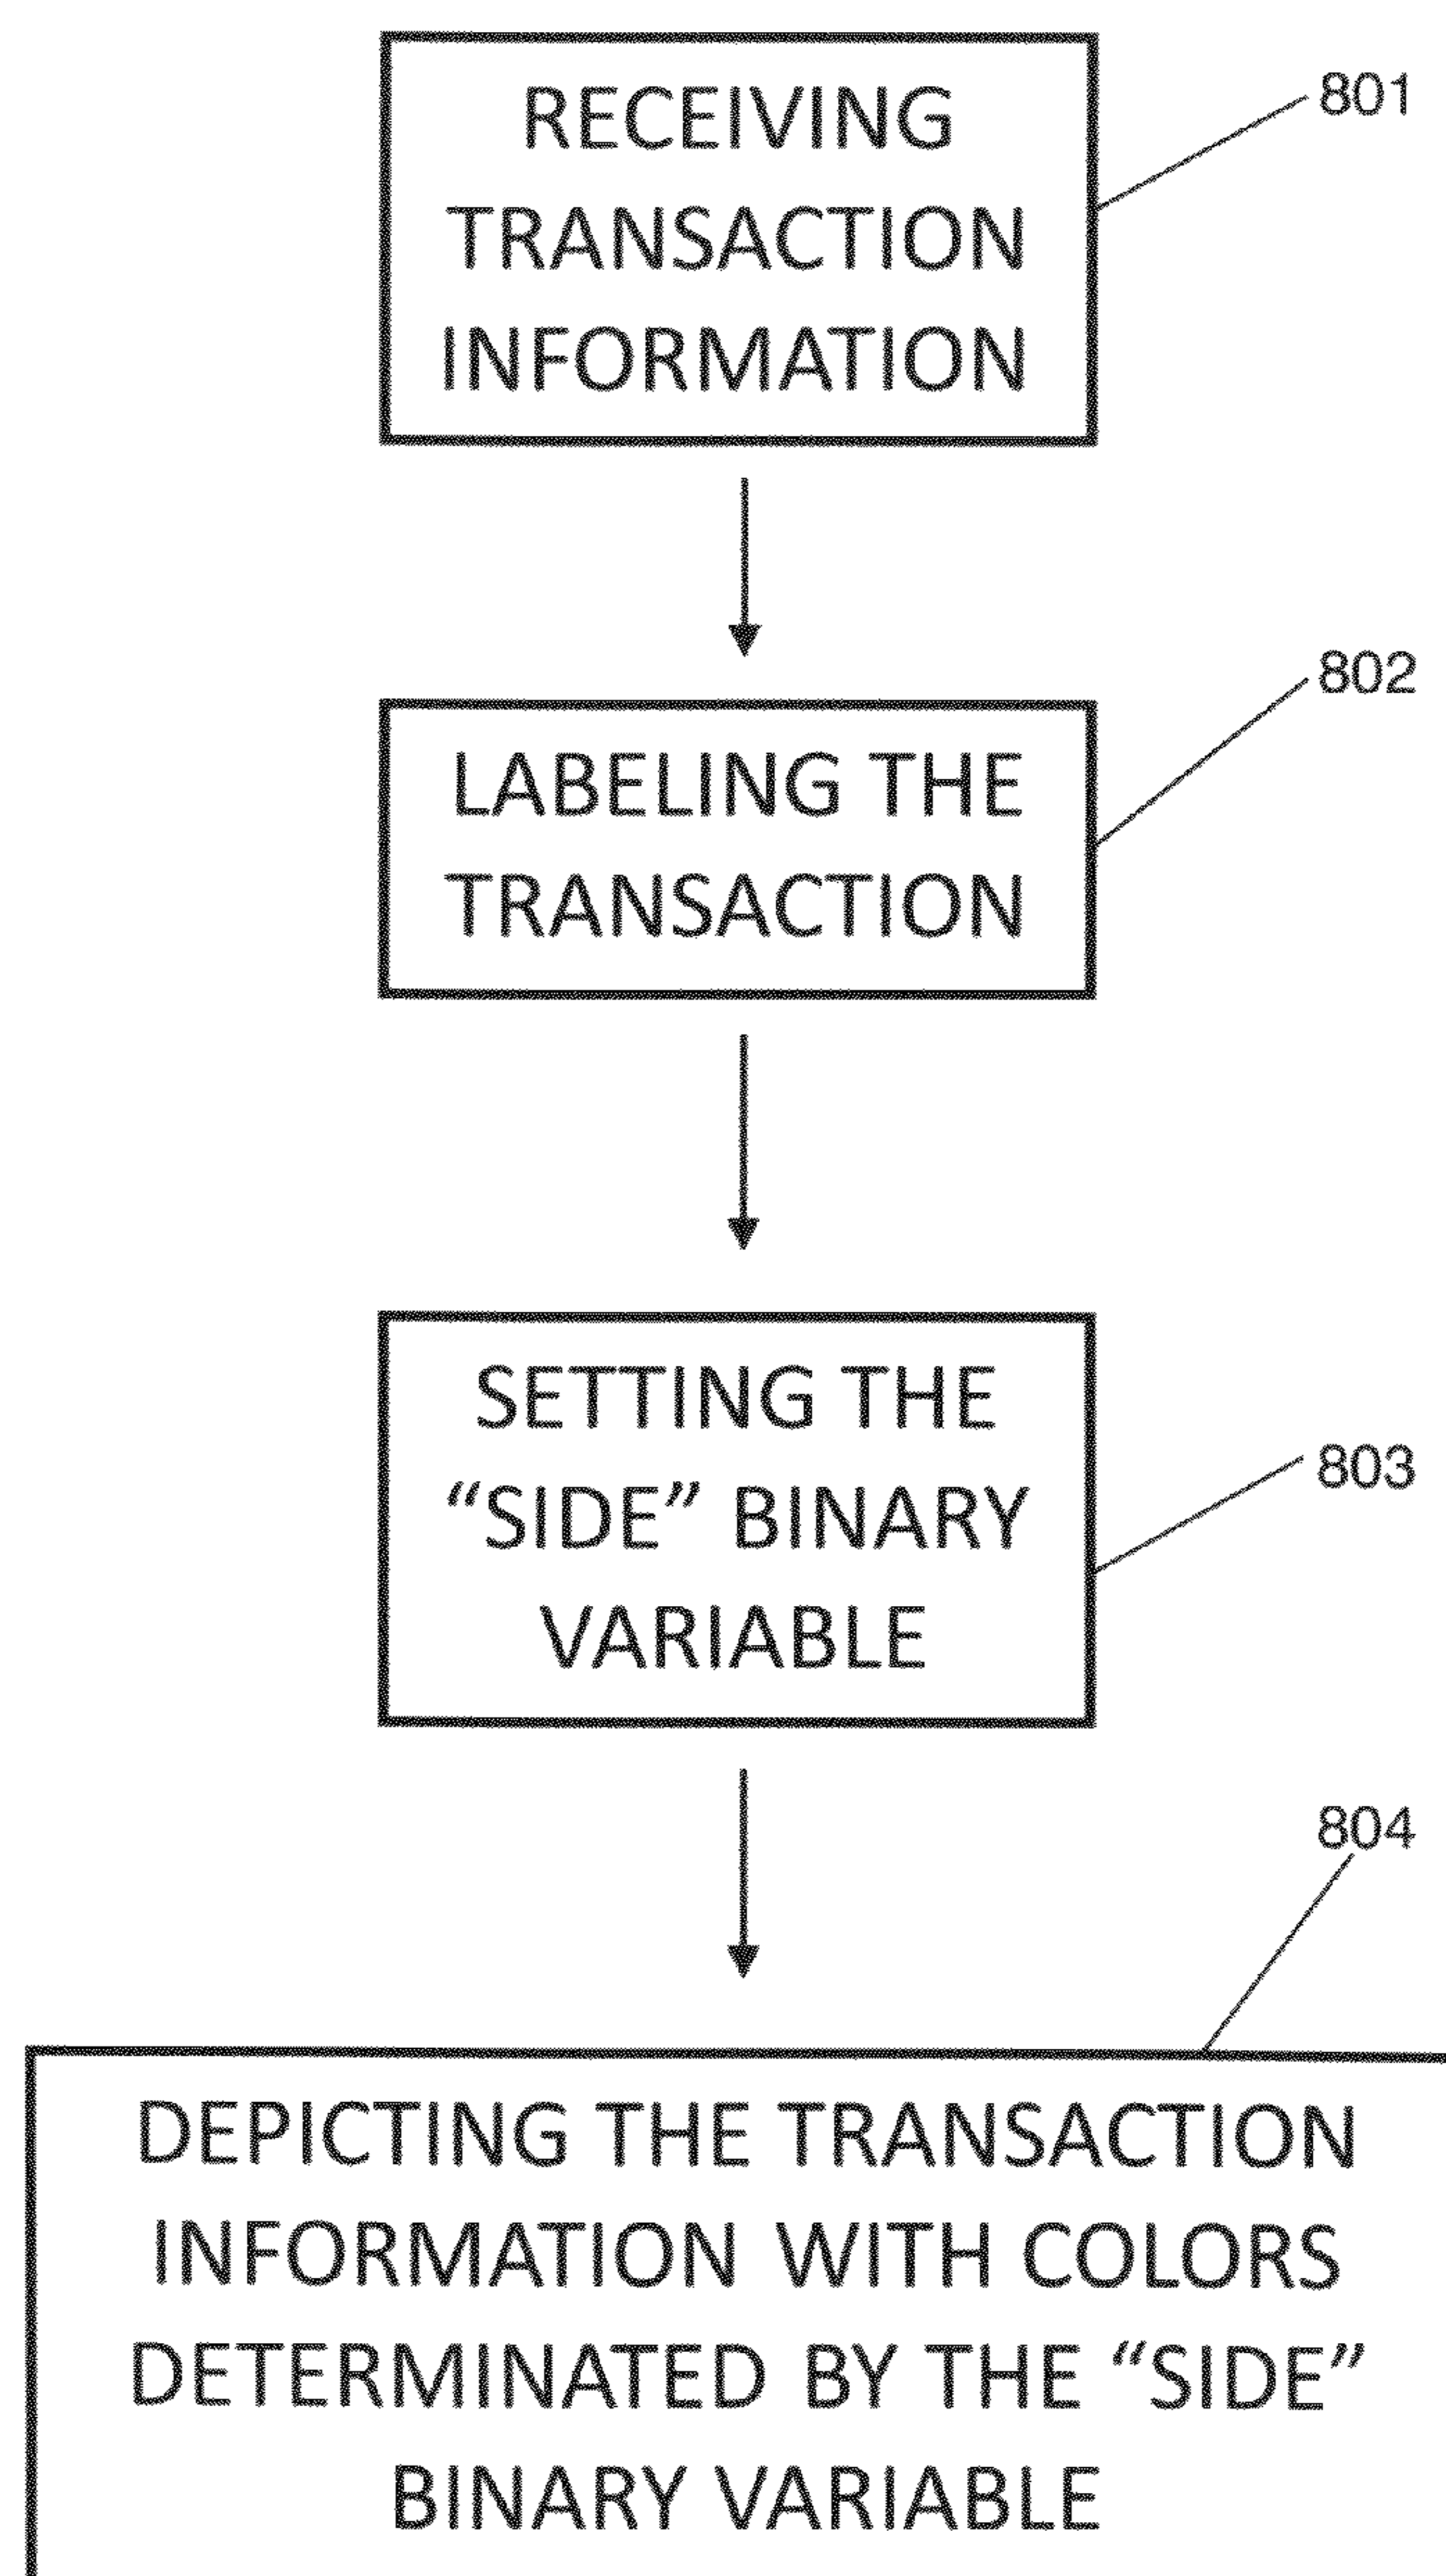 RECEIVING
TRANSACTION
INFORMATION
801
LABELING THE
TRANSACTION
802
SETTING THE
“SIDE” BINARY
VARIABLE
803
804
DEPICTING THE TRANSACTION
INFORMATION WITH COLORS
DETERMINATED BY THE “SIDE”
BINARY VARIABLE